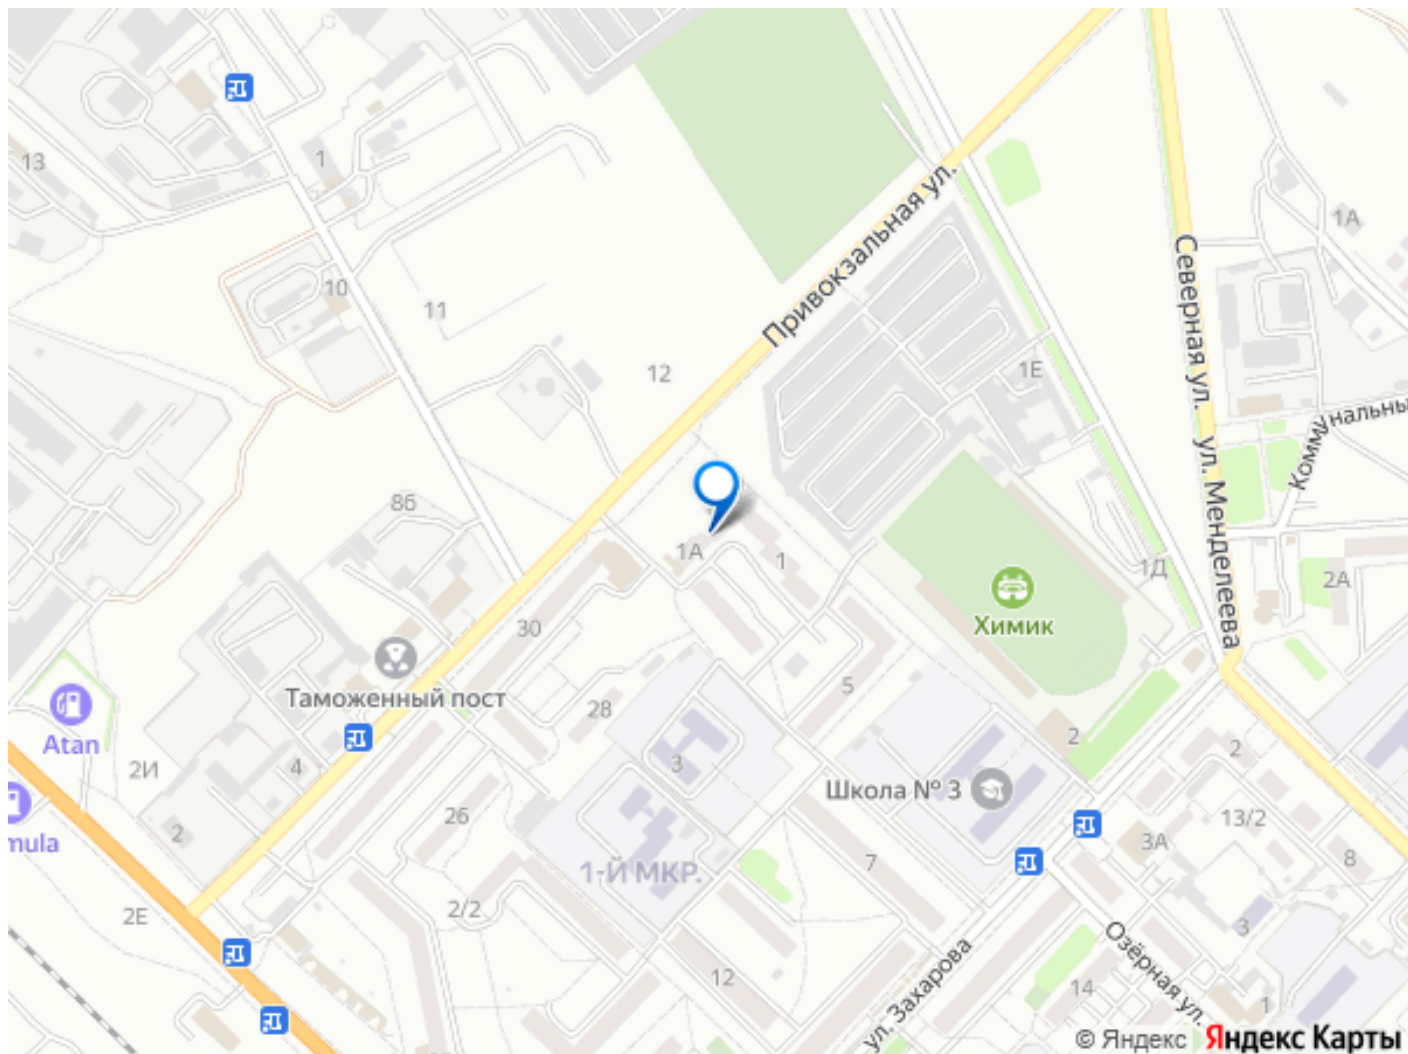 13
1
10
11
12
Привокзальная ул.
Северная ул.
ул. Менделеева
1А
1Е
Коммунальны
86
1А
1
1Д
2А
Химик
30
Таможенный пост
28
5
Atan
2И
4
3
2
2
Школа № 3
2
mula
26
13/2
3А
8
7
1-Й МКР.
2Е
2/2
3
ул. Захарова
Озёрная ул.
12
14
1
© Яндекс Яндекс Карты